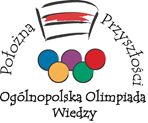 Położna Przyszłości
Ogólnopolska Olimpiada
Wiedzy